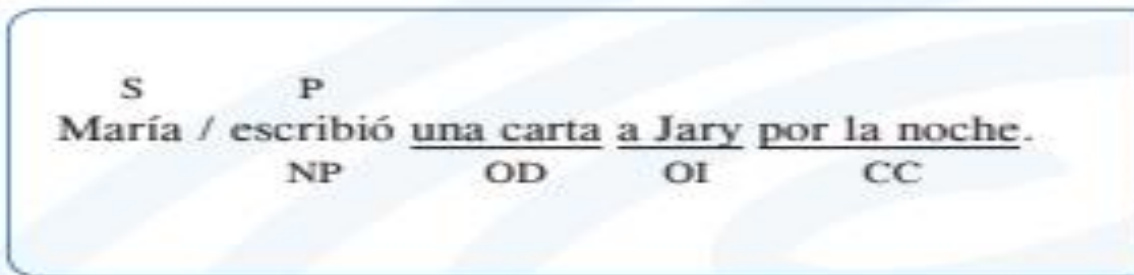 S P
María / escribió una carta a Jary por la noche.
NP OD OI CC